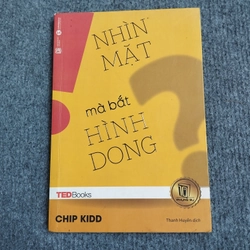 NHÌN
MẶT
mà bắt
HÌNH
DONG
TEDBooks
CHIP KIDD
Thanh Huyền dịch